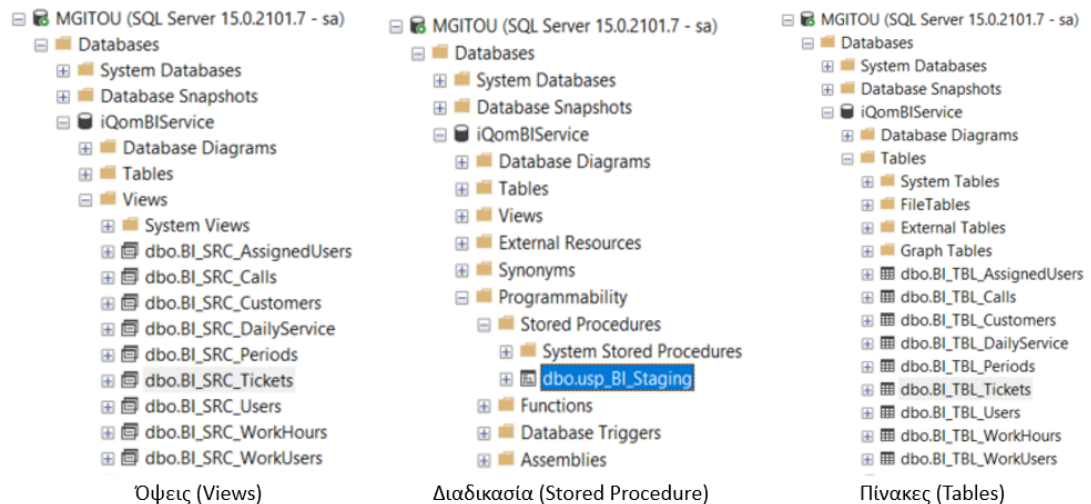 MGITOU (SQL Server 15.0.2101.7 - sa)
Databases
System Databases
Database Snapshots
iQomBIService
Database Diagrams
Tables
Views
System Views
dbo.BI_SRC_AssignedUsers
dbo.BI_SRC_Calls
dbo.BI_SRC_Customers
dbo.BI_SRC_DailyService
dbo.BI_SRC_Periods
dbo.BI_SRC_Tickets
dbo.BI_SRC_Users
dbo.BI_SRC_WorkHours
dbo.BI_SRC_WorkUsers
Όψεις (Views)
MGITOU (SQL Server 15.0.2101.7 - sa)
Databases
System Databases
Database Snapshots
iQomBIService
Database Diagrams
Tables
Views
External Resources
Synonyms
Programmability
Stored Procedures
System Stored Procedures
dbo.usp_BI_Staging
Functions
Database Triggers
Assemblies
Διαδικασία (Stored Procedure)
MGITOU (SQL Server 15.0.2101.7 - sa)
Databases
System Databases
Database Snapshots
iQomBIService
Database Diagrams
Tables
System Tables
FileTables
External Tables
Graph Tables
dbo.BI_TBL_AssignedUsers
dbo.BI_TBL_Calls
dbo.BI_TBL_Customers
dbo.BI_TBL_DailyService
dbo.BI_TBL_Periods
dbo.BI_TBL_Tickets
dbo.BI_TBL_Users
dbo.BI_TBL_WorkHours
dbo.BI_TBL_WorkUsers
Πίνακες (Tables)